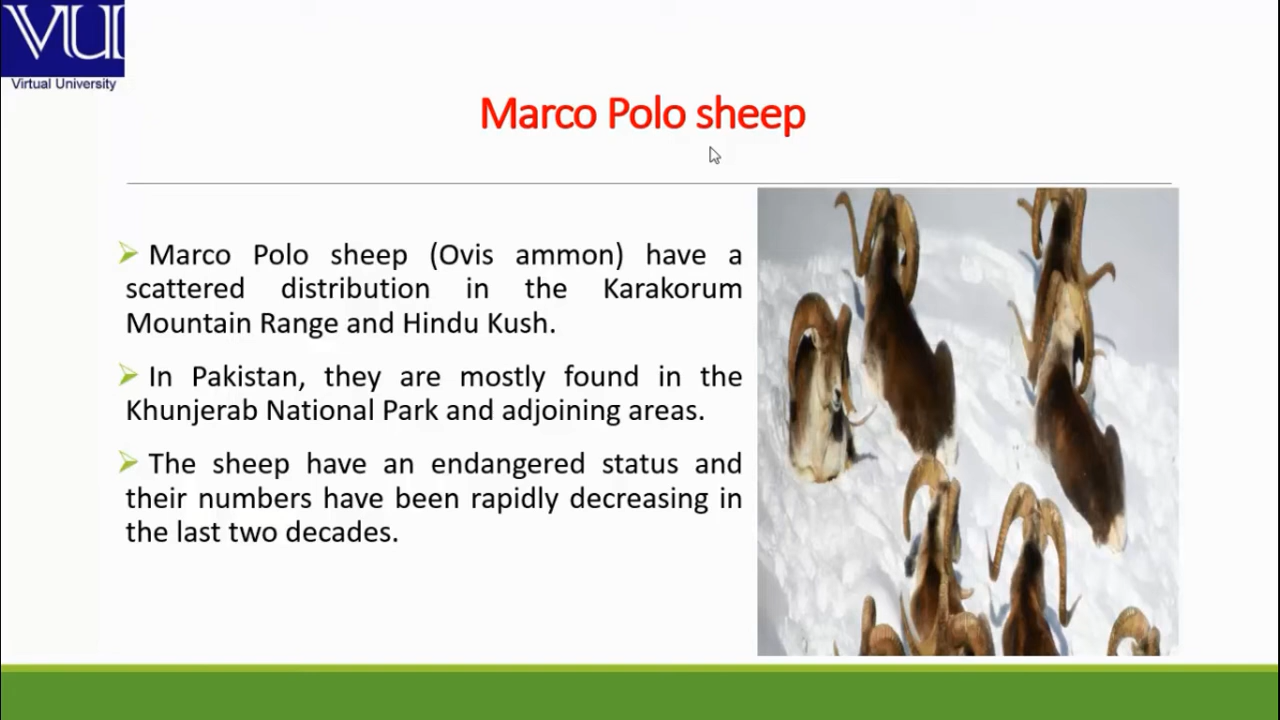 VU
Virtual University
Marco Polo sheep
Marco Polo sheep (Ovis ammon) have a
scattered distribution in the Karakorum
Mountain Range and Hindu Kush.
In Pakistan, they are mostly found in the
Khunjerab National Park and adjoining areas.
The sheep have an endangered status and
their numbers have been rapidly decreasing in
the last two decades.